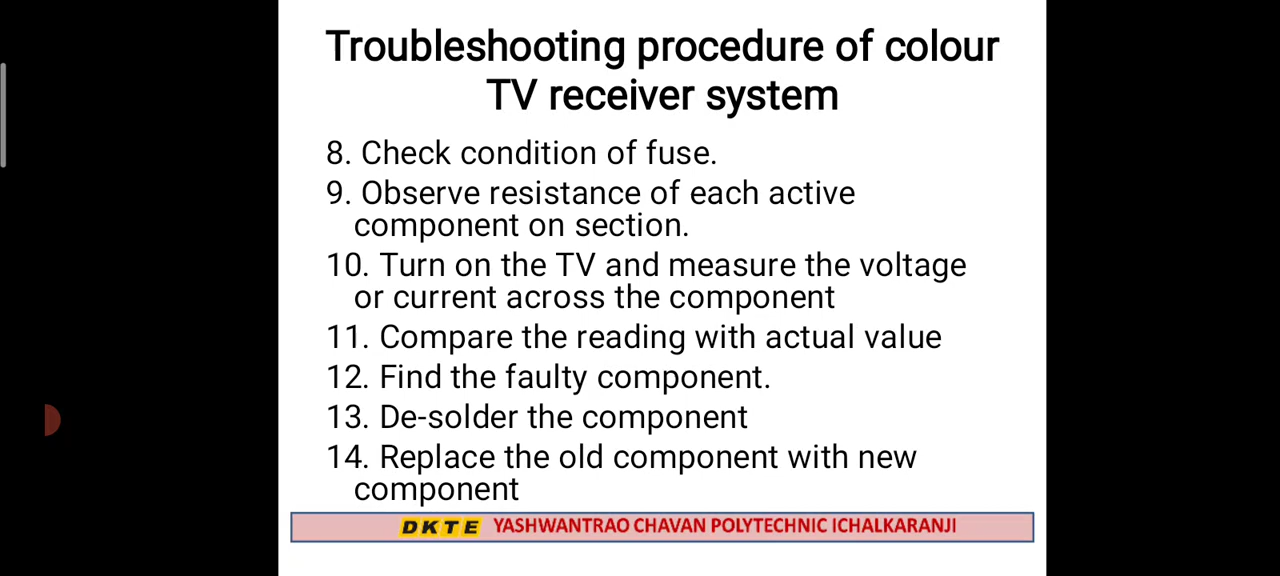 Troubleshooting procedure of colour
TV receiver system
8. Check condition of fuse.
9. Observe resistance of each active
component on section.
10. Turn on the TV and measure the voltage
or current across the component
11. Compare the reading with actual value
12. Find the faulty component.
13. De-solder the component
14. Replace the old component with new
component
DKTE YASHWANTRAO CHAVAN POLYTECHNIC ICHALKARANJI